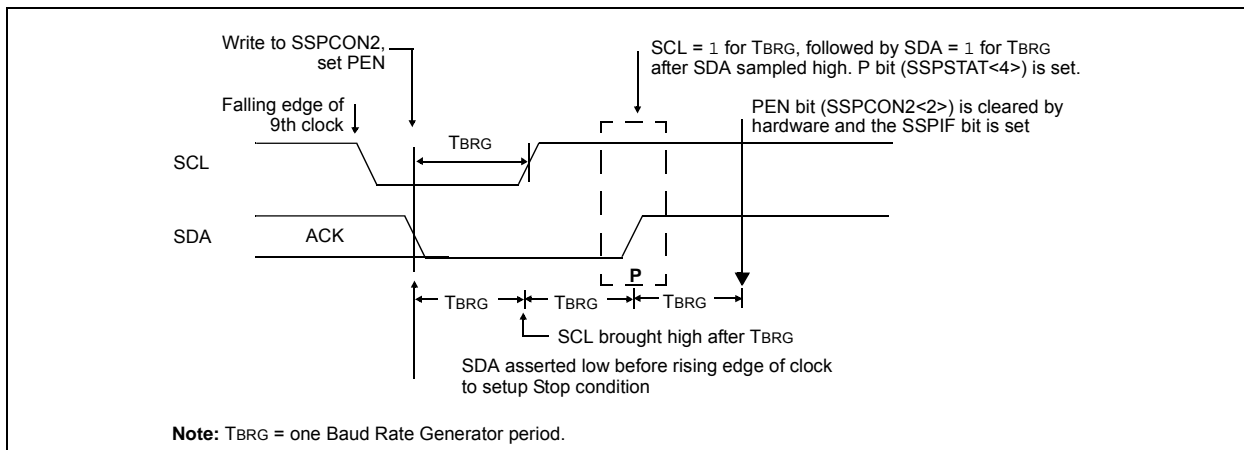 Write to SSPCON2,
set PEN
SCL = 1 for TBRG, followed by SDA = 1 for TBRG
after SDA sampled high. P bit (SSPSTAT<4>) is set.
Falling edge of
9th clock
PEN bit (SSPCON2<2>) is cleared by
hardware and the SSPIF bit is set
TBRG
SCL
SDA
ACK
P
TBRG
TBRG
TBRG
SCL brought high after TBRG
SDA asserted low before rising edge of clock
to setup Stop condition
Note: TBRG = one Baud Rate Generator period.